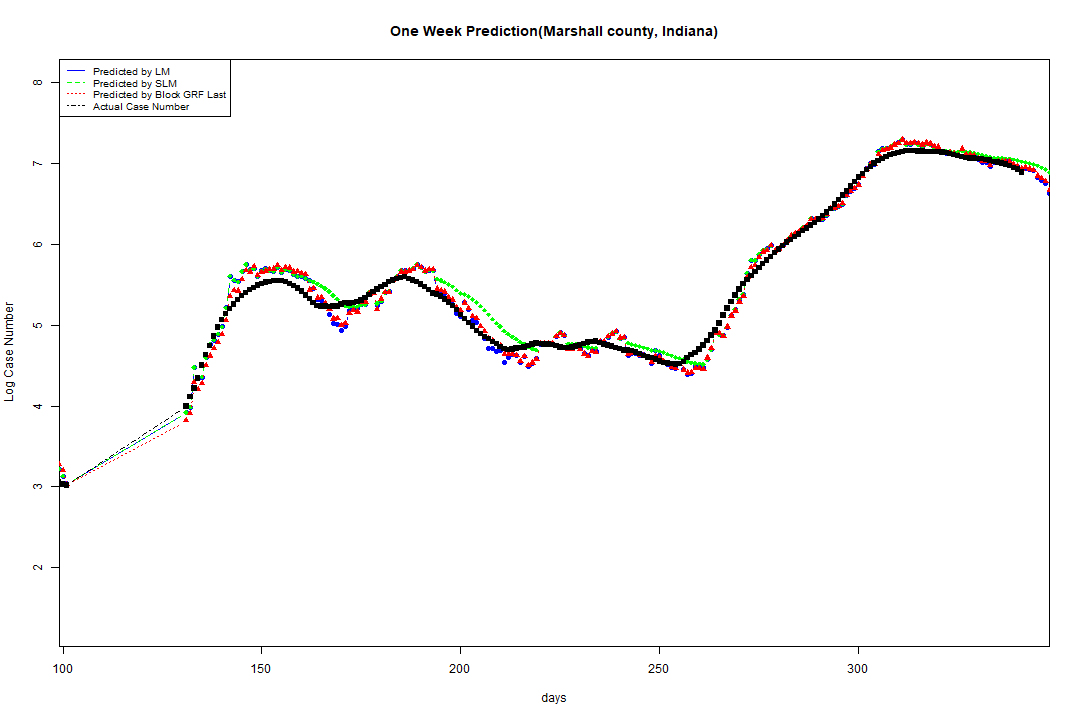 One Week Prediction(Marshall county, Indiana)
Predicted by LM
Predicted by SLM
Predicted by Block GRF Last
Actual Case Number
8
7
6
5
4
3
2
Log Case Number
100 150 200 250 300
days